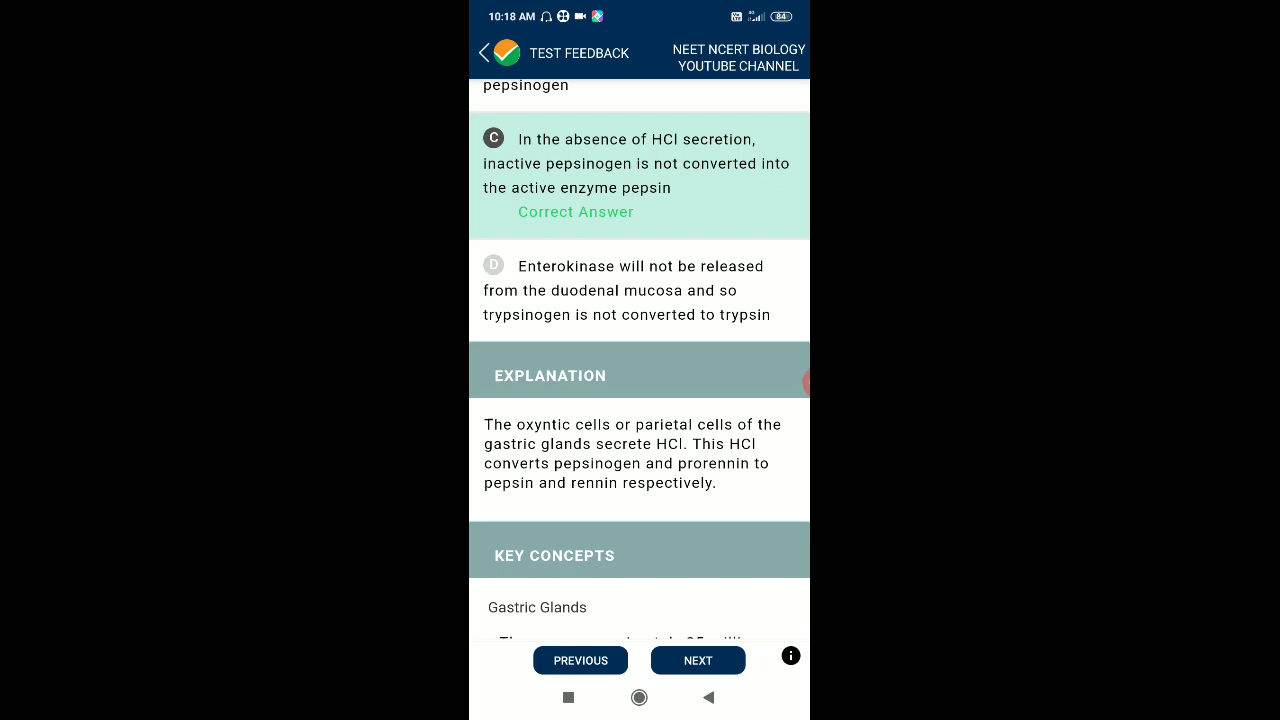 10:18 AM 4G 84
TEST FEEDBACK
NEET NCERT BIOLOGY
YOUTUBE CHANNEL
pepsinogen
C In the absence of HCl secretion,
inactive pepsinogen is not converted into
the active enzyme pepsin
Correct Answer
D Enterokinase will not be released
from the duodenal mucosa and so
trypsinogen is not converted to trypsin
EXPLANATION
The oxyntic cells or parietal cells of the
gastric glands secrete HCl. This HCl
converts pepsinogen and prorennin to
pepsin and rennin respectively.
KEY CONCEPTS
Gastric Glands
PREVIOUS NEXT